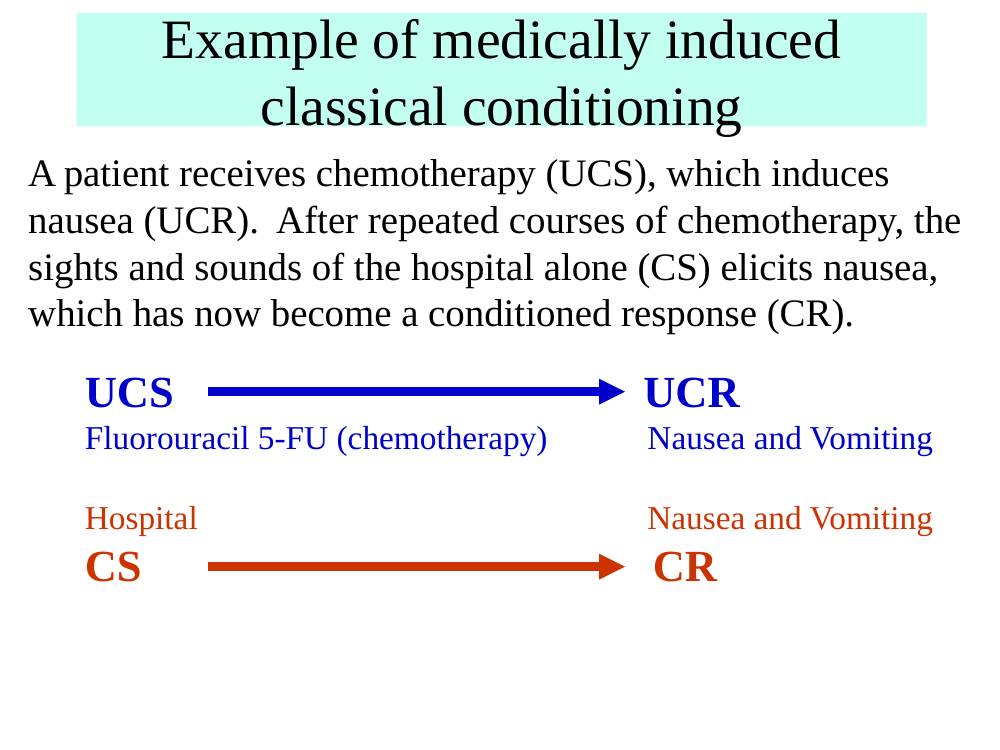 Example of medically induced
classical conditioning
A patient receives chemotherapy (UCS), which induces
nausea (UCR).  After repeated courses of chemotherapy, the
sights and sounds of the hospital alone (CS) elicits nausea,
which has now become a conditioned response (CR).
UCS UCR
Fluorouracil 5-FU (chemotherapy) Nausea and Vomiting
Hospital Nausea and Vomiting
CS CR